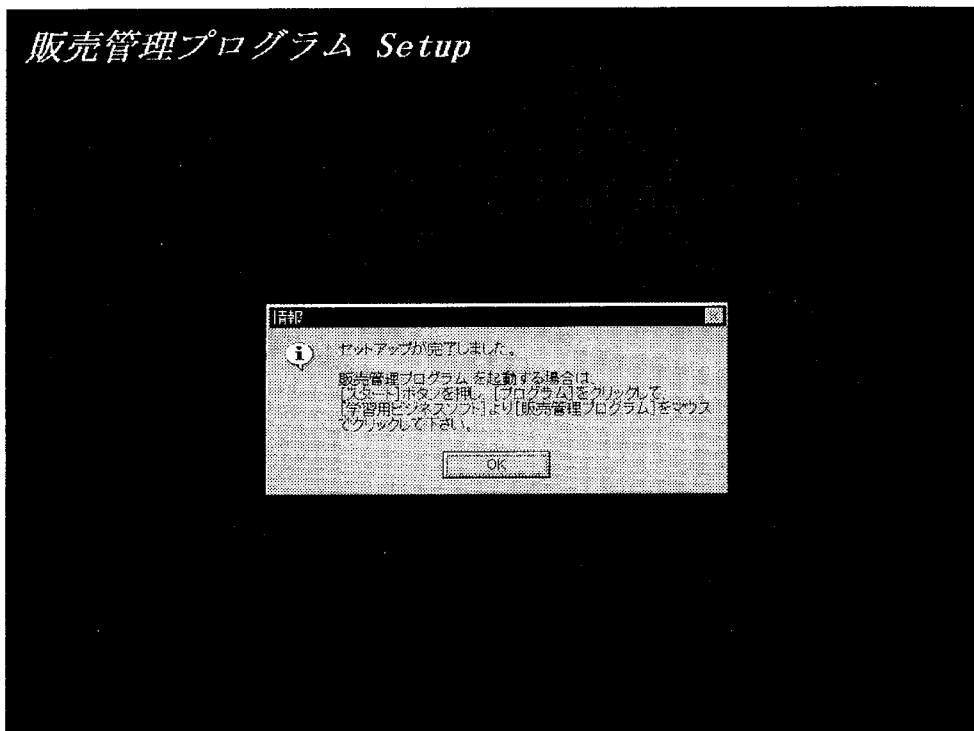 販売管理プログラム Setup
情報
セットアップが完了しました。
販売管理プログラム を起動する場合は、
[スタート]ボタンを押し、[プログラム]をクリックして、
[学習用ビジネスソフト]より[販売管理プログラム]をマウス
でクリックして下さい。
OK